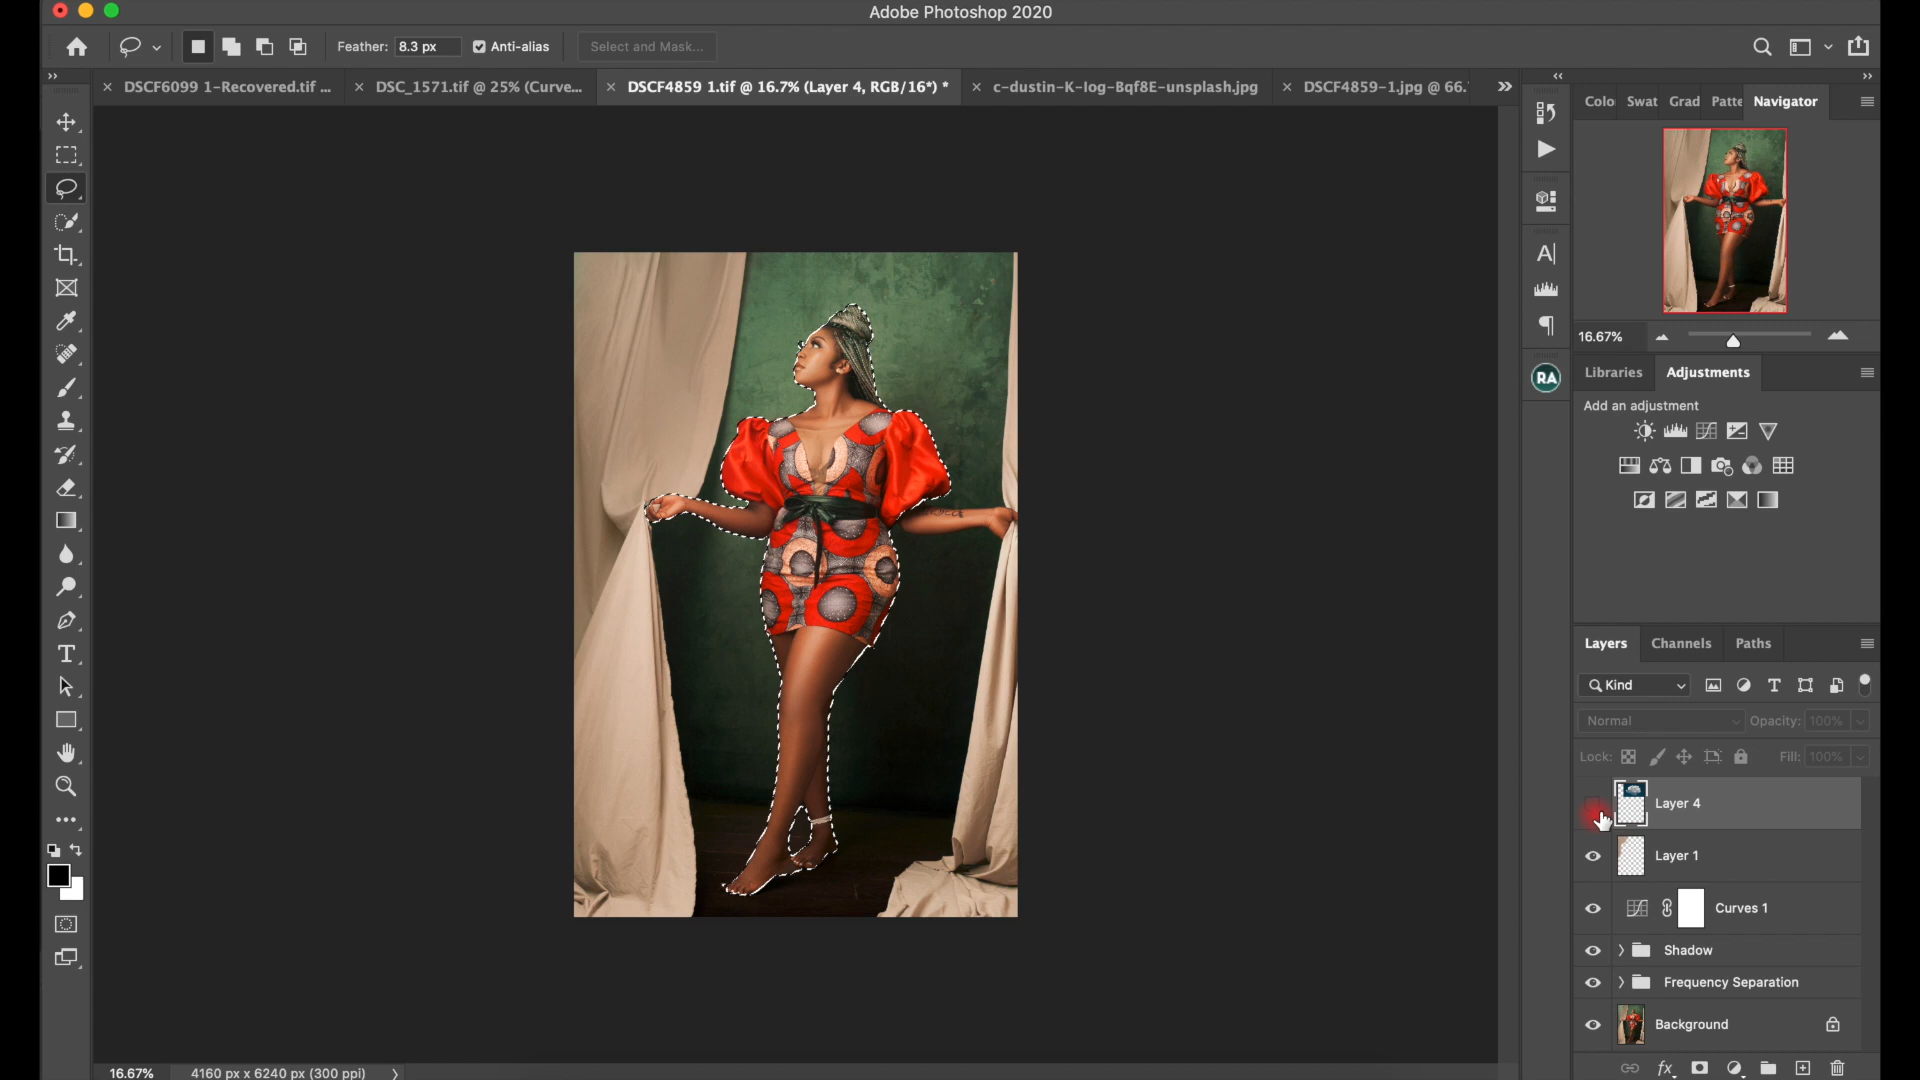 Adobe Photoshop 2020
Feather: 8.3 px Anti-alias Select and Mask...
DSCF6099 1-Recovered.tif ... DSC_1571.tif @ 25% (Curve... DSCF4859 1.tif @ 16.7% (Layer 4, RGB/16*) * c-dustin-K-Iog-Bqf8E-unsplash.jpg DSCF4859-1.jpg @ 66.
Colo Swat Grad Patte Navigator
16.67%
Libraries Adjustments
Add an adjustment
A|
RA
Layers Channels Paths
Kind
Normal Opacity: 100%
Lock: Fill: 100%
Layer 4
Layer 1
Curves 1
Shadow
Frequency Separation
Background
fx
16.67% 4160 px x 6240 px (300 ppi)